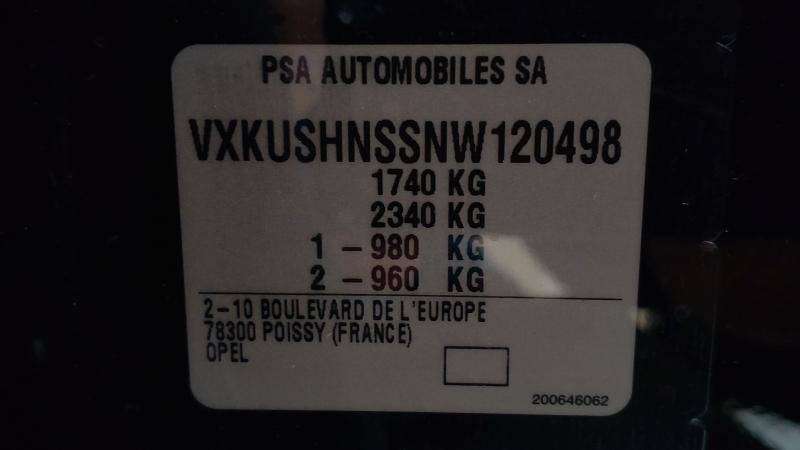 PSA AUTOMOBILES SA
VXKUSHNSSNW120498
1740 KG
2340 KG
1 – 980 KG
2 – 960 KG
2–10 BOULEVARD DE L'EUROPE
78300 POISSY (FRANCE)
OPEL
200646062